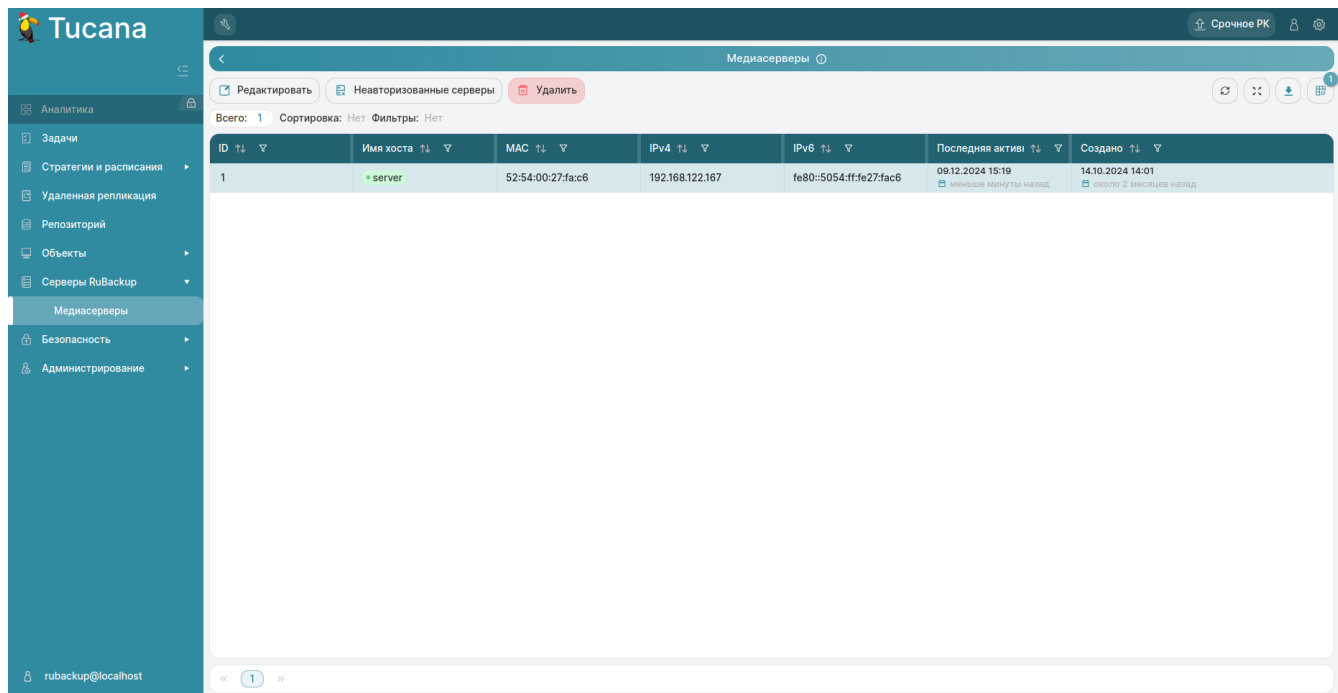 Tucana
Срочное РК
Медиасерверы
Редактировать Неавторизованные серверы Удалить
1
Всего: 1 Сортировка: Нет Фильтры: Нет
Аналитика
Задачи
Стратегии и расписания
Удаленная репликация
Репозиторий
Объекты
Серверы RuBackup
Медиасерверы
Безопасность
Администрирование
rubackup@localhost
ID Имя хоста MAC IPv4 IPv6 Последняя активн Создано
1 server 52:54:00:27:fa:c6 192.168.122.167 fe80::5054:ff:fe27:fac6 09.12.2024 15:19 14.10.2024 14:01
меньше минуты назад около 2 месяцев назад
« 1 »